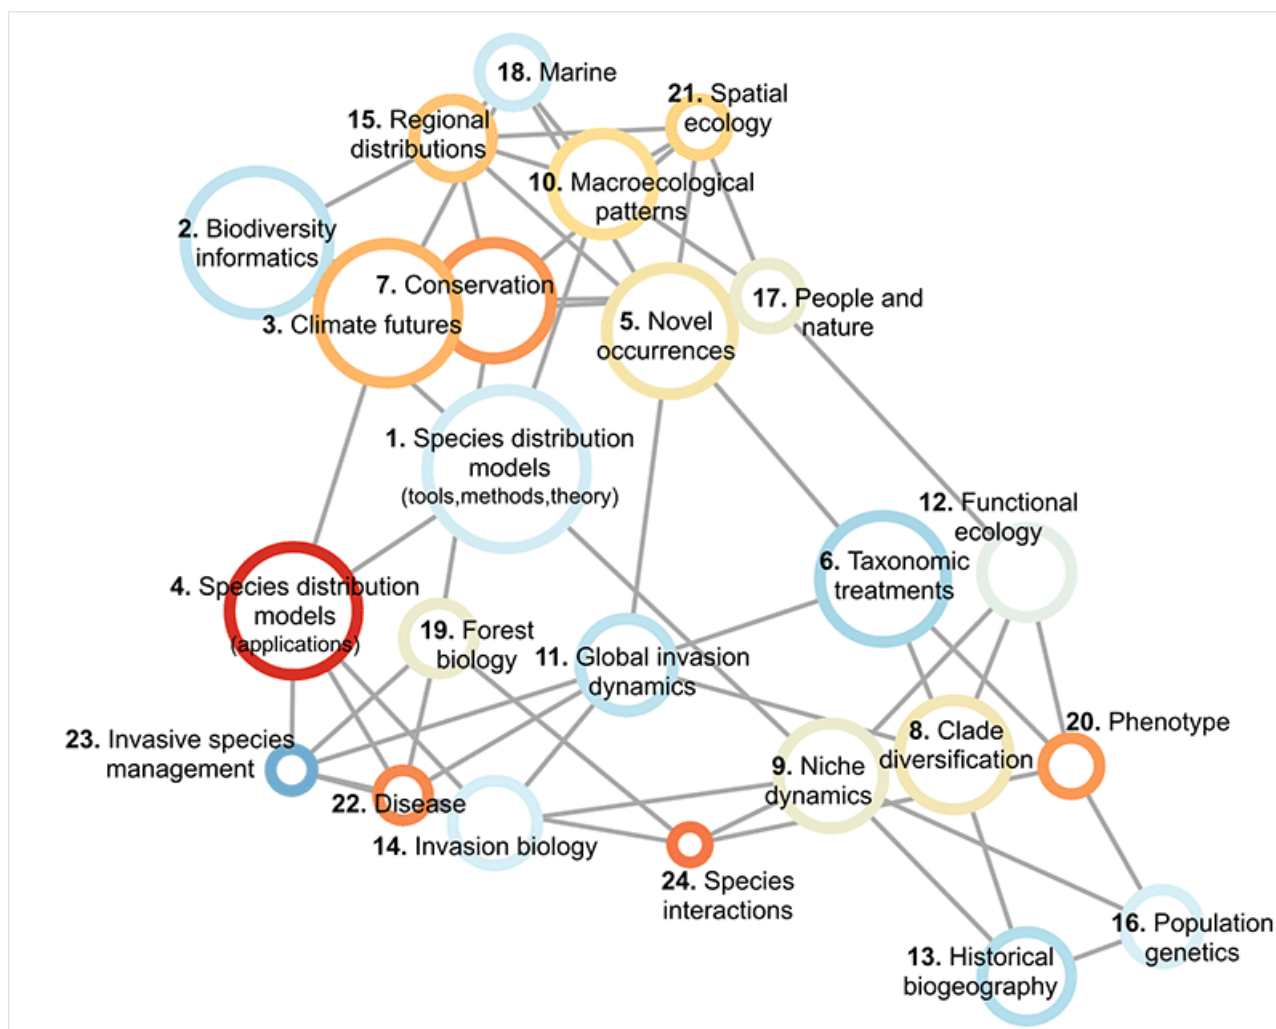 18. Marine
21. Spatial
ecology
15. Regional
distributions
10. Macroecological
patterns
2. Biodiversity
informatics
7. Conservation
3. Climate futures
17. People and
nature
5. Novel
occurrences
1. Species distribution
models
(tools,methods,theory)
12. Functional
ecology
6. Taxonomic
treatments
4. Species distribution
models
(applications)
19. Forest
biology
11. Global invasion
dynamics
23. Invasive species
management
20. Phenotype
8. Clade
diversification
9. Niche
dynamics
22. Disease
14. Invasion biology
24. Species
interactions
16. Population
genetics
13. Historical
biogeography